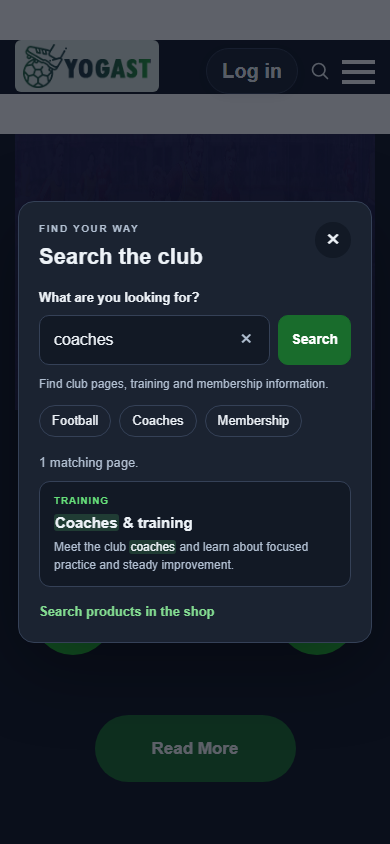 YOGAST
Log in
FIND YOUR WAY
Search the club
What are you looking for?
coaches
Search
Find club pages, training and membership information.
Football
Coaches
Membership
1 matching page.
TRAINING
Coaches & training
Meet the club coaches and learn about focused
practice and steady improvement.
Search products in the shop
Read More